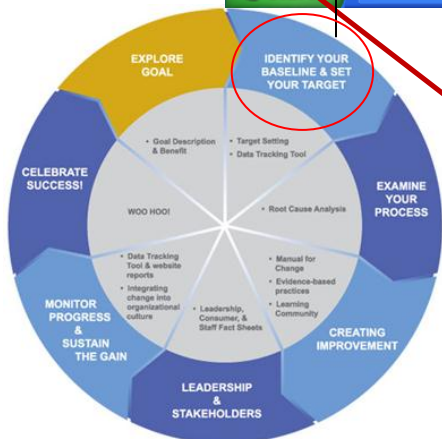 EXPLORE
GOAL
IDENTIFY YOUR
BASELINE & SET
YOUR TARGET
EXAMINE
YOUR
PROCESS
CREATING
IMPROVEMENT
LEADERSHIP
&
STAKEHOLDERS
MONITOR
PROGRESS
&
SUSTAIN
THE GAIN
CELEBRATE
SUCCESS!
• Goal Description
& Benefit
• Target Setting
• Data Tracking Tool
• Root Cause Analysis
• Manual for
Change
• Evidence-based
practices
• Learning
Community
• Leadership,
Consumer, &
Staff Fact Sheets
• Data Tracking
Tool & website
reports
• Integrating
change into
organizational
culture
WOO HOO!